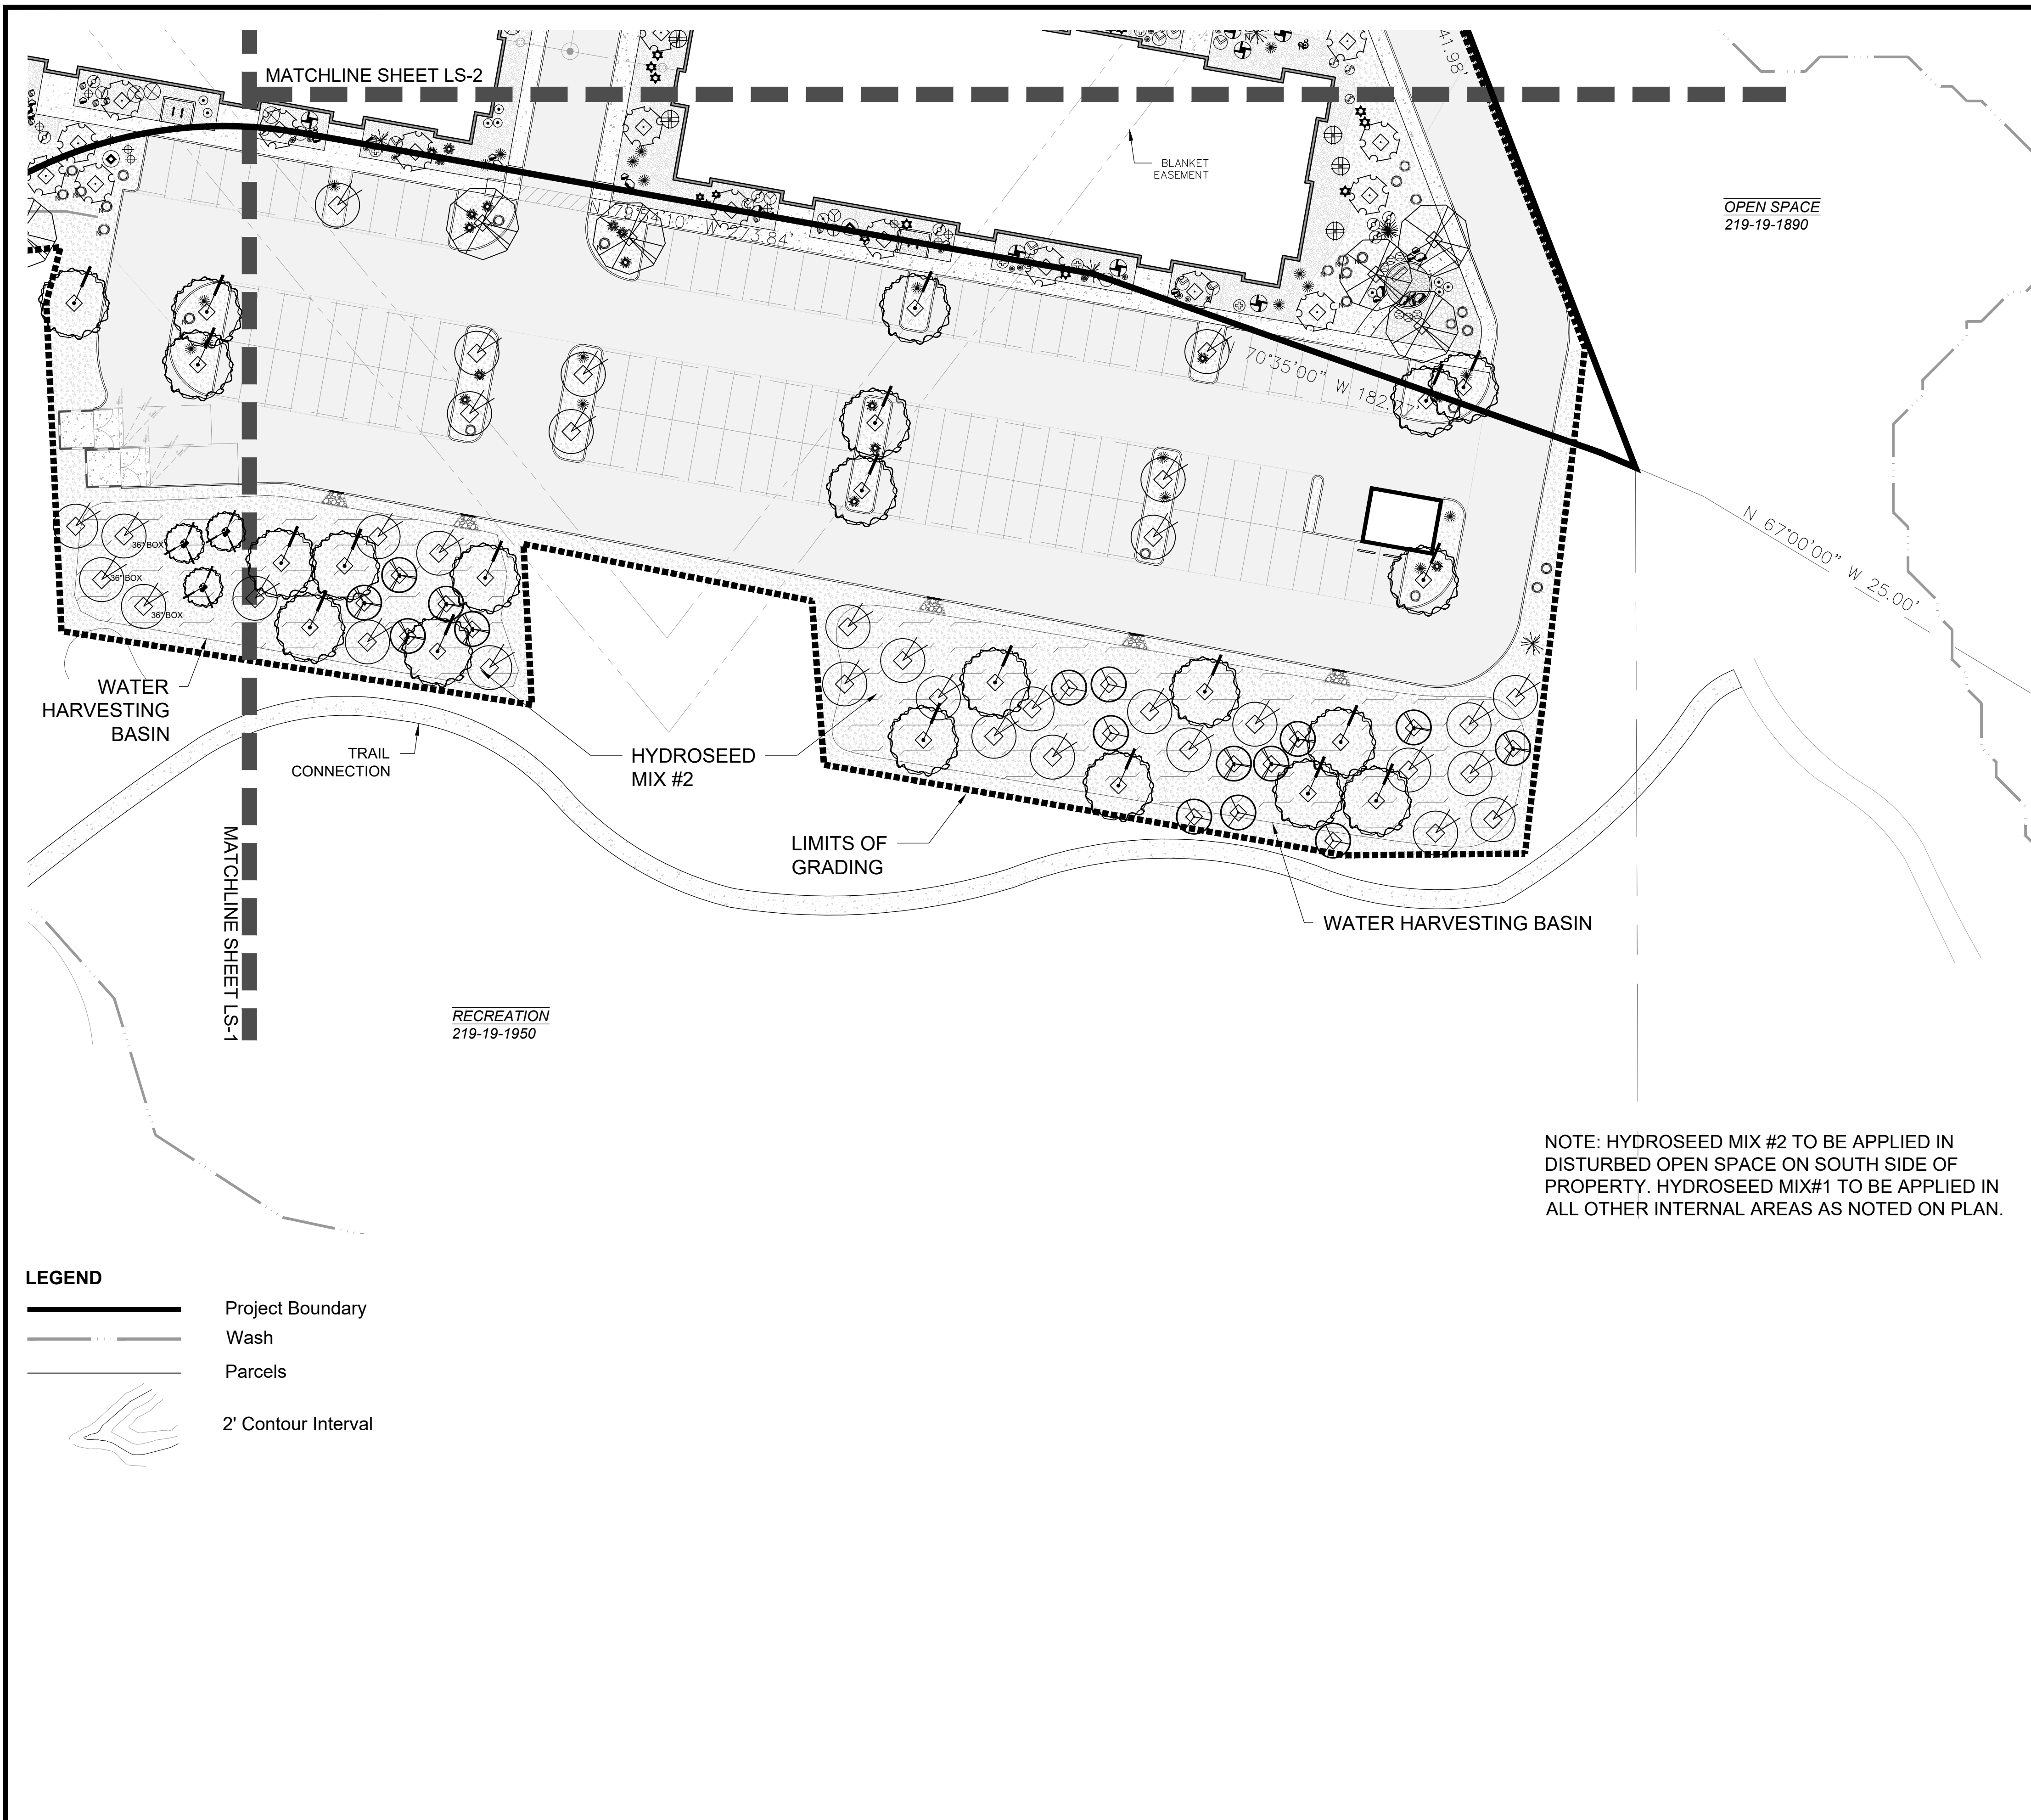 MATCHLINE SHEET LS-2
41.98'
BLANKET
EASEMENT
OPEN SPACE
219-19-1890
N 79°54'10" W 273.84'
N 70°35'00" W 182.77'
N 67°00'00" W 25.00'
36" BOX
36" BOX
36" BOX
WATER
HARVESTING
BASIN
TRAIL
CONNECTION
HYDROSEED
MIX #2
LIMITS OF
GRADING
WATER HARVESTING BASIN
MATCHLINE SHEET LS-1
RECREATION
219-19-1950
NOTE: HYDROSEED MIX #2 TO BE APPLIED IN
DISTURBED OPEN SPACE ON SOUTH SIDE OF
PROPERTY. HYDROSEED MIX#1 TO BE APPLIED IN
ALL OTHER INTERNAL AREAS AS NOTED ON PLAN.
LEGEND
Project Boundary
Wash
Parcels
2' Contour Interval